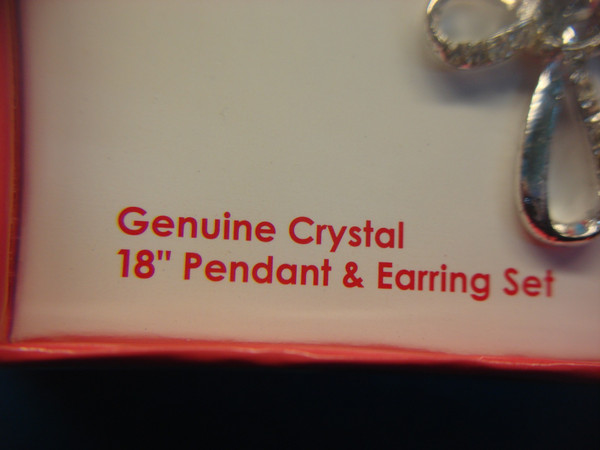 Genuine Crystal
18" Pendant & Earring Set